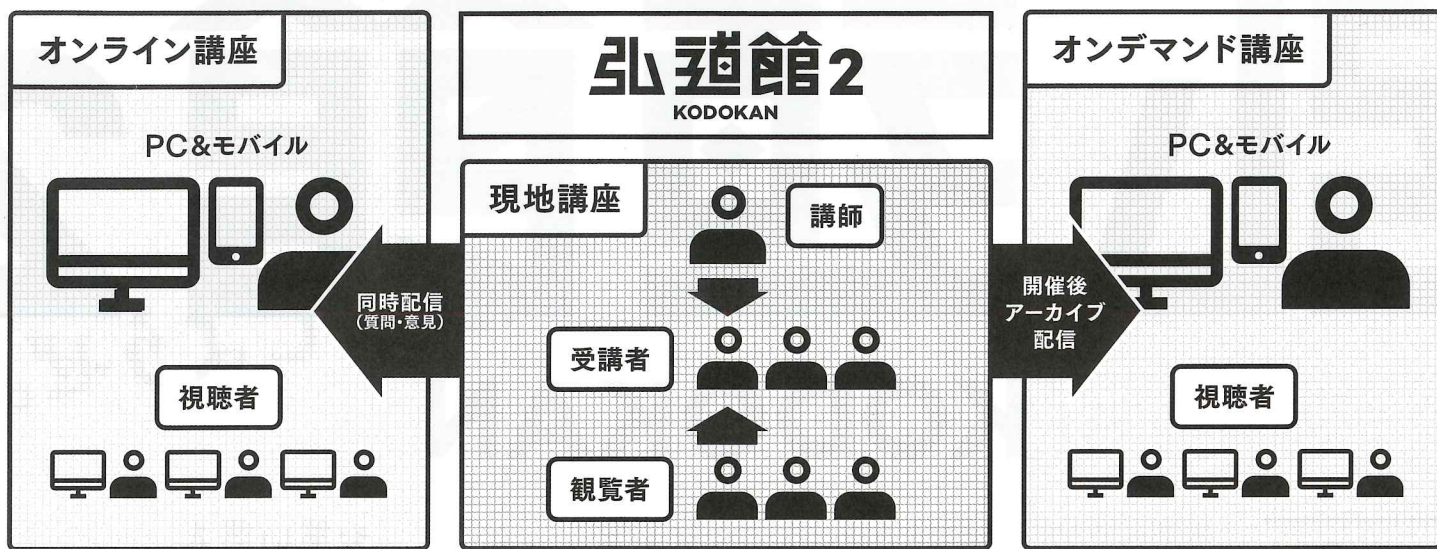 オンライン講座
PC&モバイル
視聴者
弘道館2
KODOKAN
現地講座
講師
受講者
観覧者
同時配信
(質問・意見)
開催後
アーカイブ
配信
オンデマンド講座
PC&モバイル
視聴者